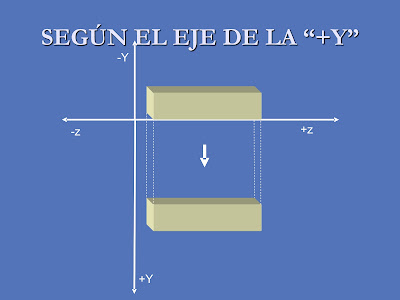 SEGÚN EL EJE DE LA “+Y”
-Y
-z
+z
+Y